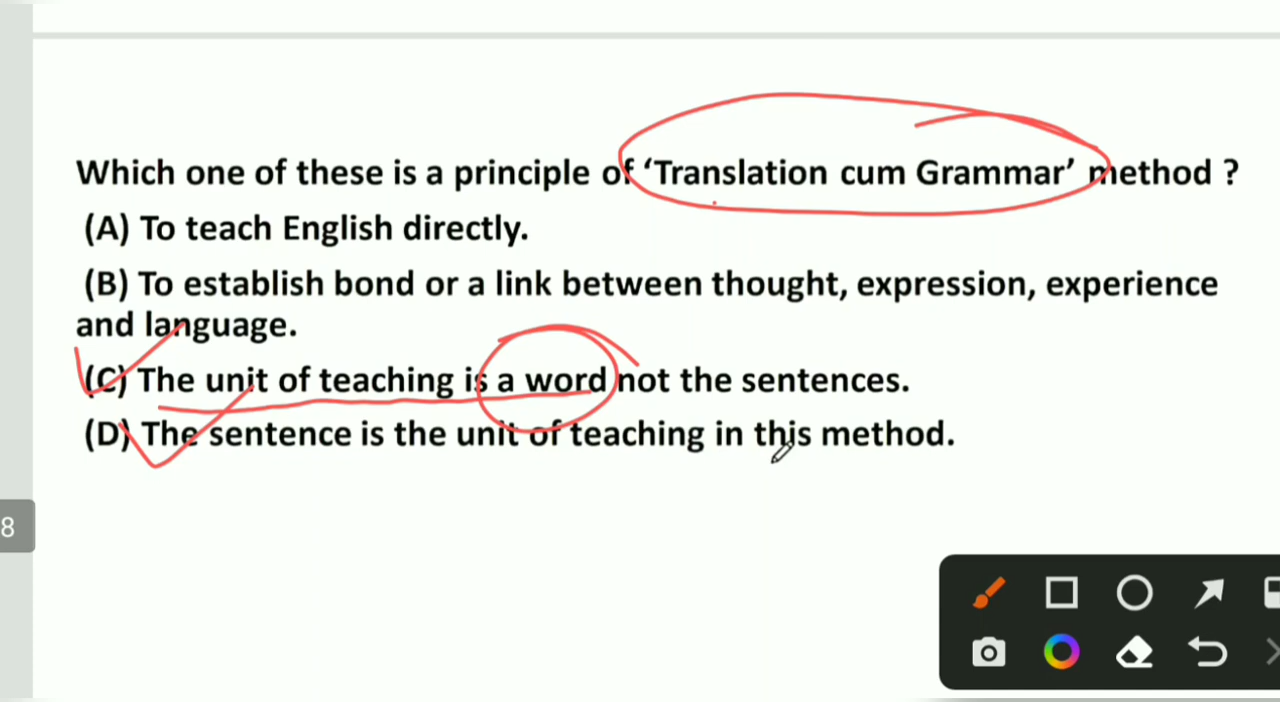 Which one of these is a principle of ‘Translation cum Grammar’ method ?
(A) To teach English directly.
(B) To establish bond or a link between thought, expression, experience
and language.
(C) The unit of teaching is a word not the sentences.
(D) The sentence is the unit of teaching in this method.
8